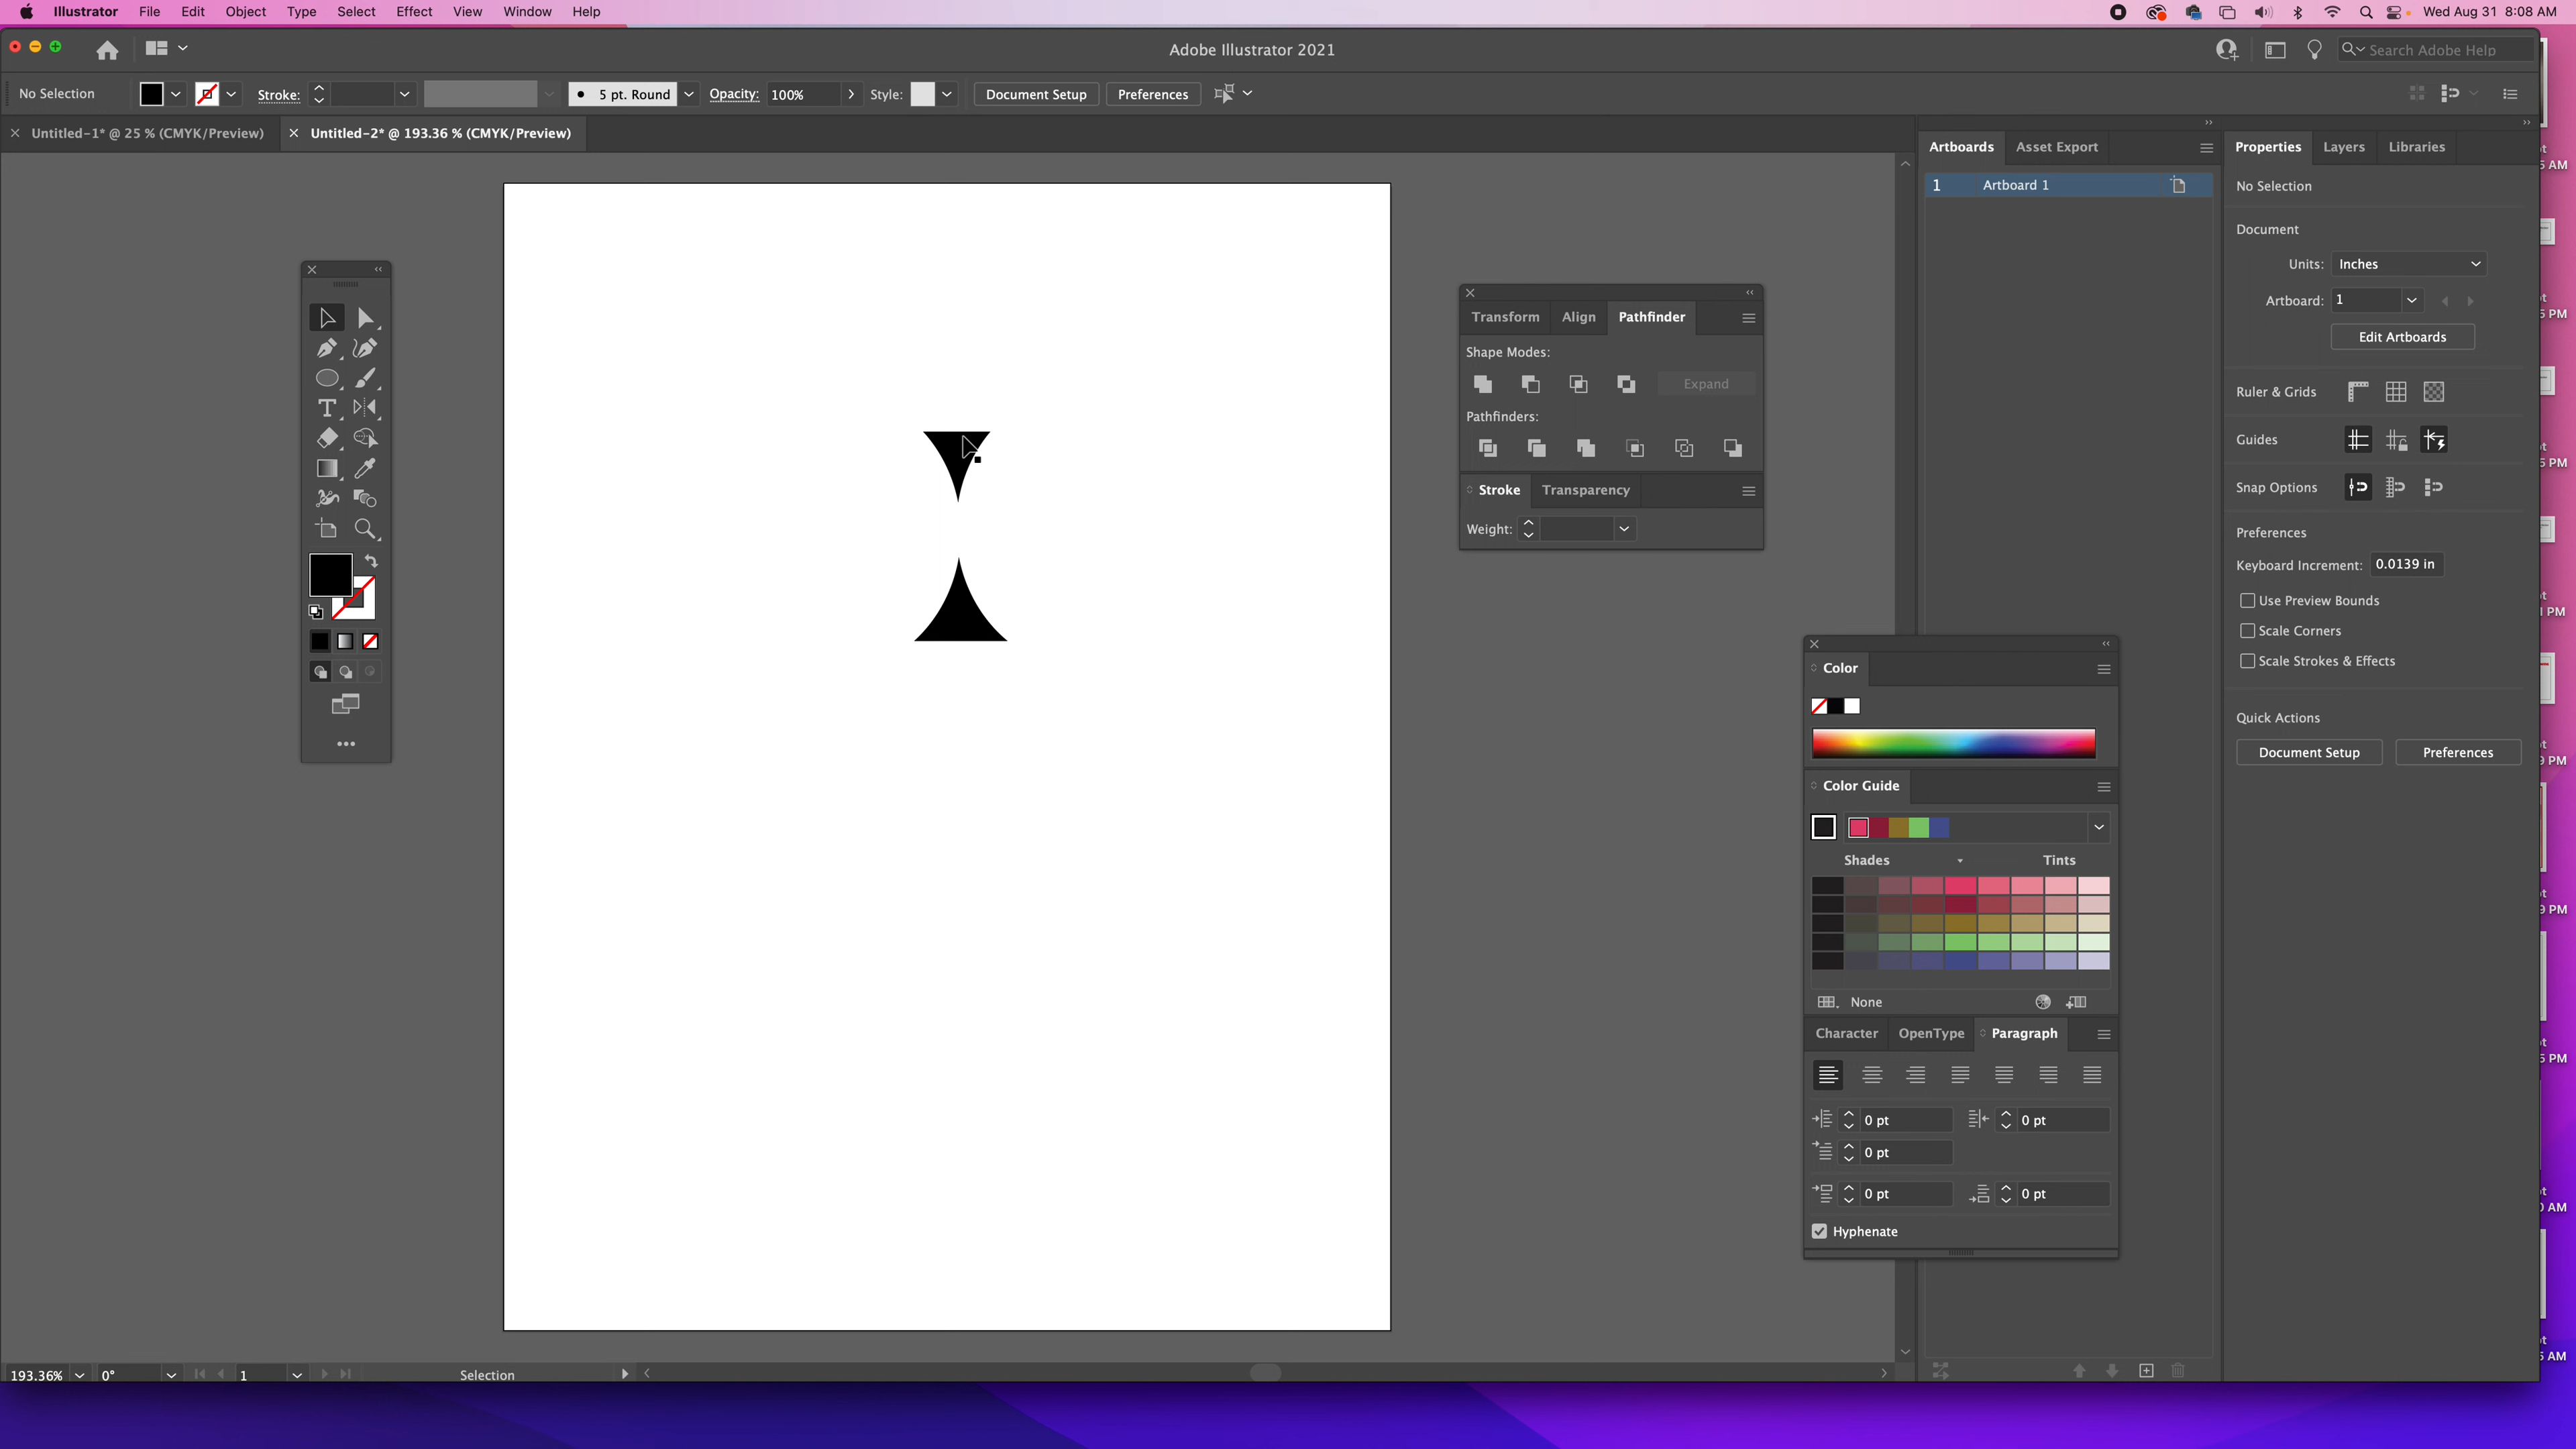 Illustrator File Edit Object Type Select Effect View Window Help
Wed Aug 31 8:08 AM
Adobe Illustrator 2021
Search Adobe Help
No Selection
Stroke:
5 pt. Round
Opacity: 100%
Style:
Document Setup
Preferences
Untitled-1* @ 25 % (CMYK/Preview)
Untitled-2* @ 193.36 % (CMYK/Preview)
Artboards
Asset Export
1 Artboard 1
Properties
Layers
Libraries
No Selection
Document
Units: Inches
Artboard: 1
Edit Artboards
Ruler & Grids
Guides
Snap Options
Preferences
Keyboard Increment: 0.0139 in
Use Preview Bounds
Scale Corners
Scale Strokes & Effects
Quick Actions
Document Setup
Preferences
Transform
Align
Pathfinder
Shape Modes:
Expand
Pathfinders:
Stroke
Transparency
Weight:
Color
Color Guide
Shades
Tints
None
Character
OpenType
Paragraph
0 pt
0 pt
0 pt
0 pt
0 pt
Hyphenate
193.36%
0°
1
Selection